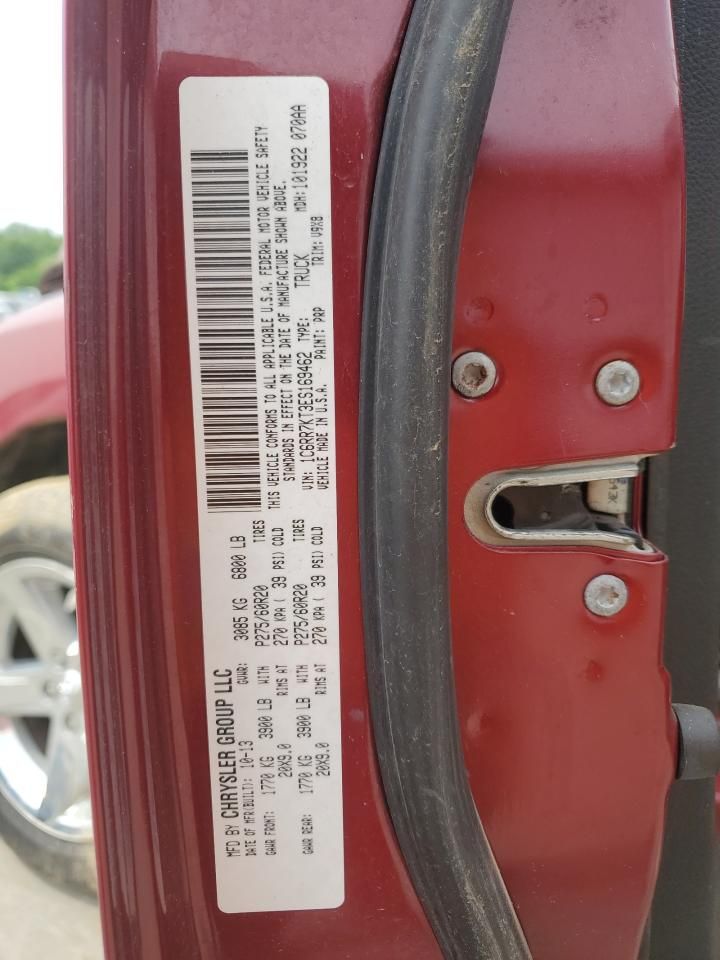 MFD BY CHRYSLER GROUP LLC
DATE OF MFR(BUILT): 10-13 GVWR: 3085 KG 6800 LB
GAWR FRONT: 1770 KG 3900 LB WITH P275/60R20 TIRES
20X9.0 RIMS AT 270 KPA ( 39 PSI) COLD
GAWR REAR: 1770 KG 3900 LB WITH P275/60R20 TIRES
20X9.0 RIMS AT 270 KPA ( 39 PSI) COLD
THIS VEHICLE CONFORMS TO ALL APPLICABLE U.S.A. FEDERAL MOTOR VEHICLE SAFETY
STANDARDS IN EFFECT ON THE DATE OF MANUFACTURE SHOWN ABOVE.
VIN: 1C6RR7KT3ES169462 TYPE: TRUCK MDH:101922 070AA
VEHICLE MADE IN U.S.A. PAINT: PRP TRIM: V9X8